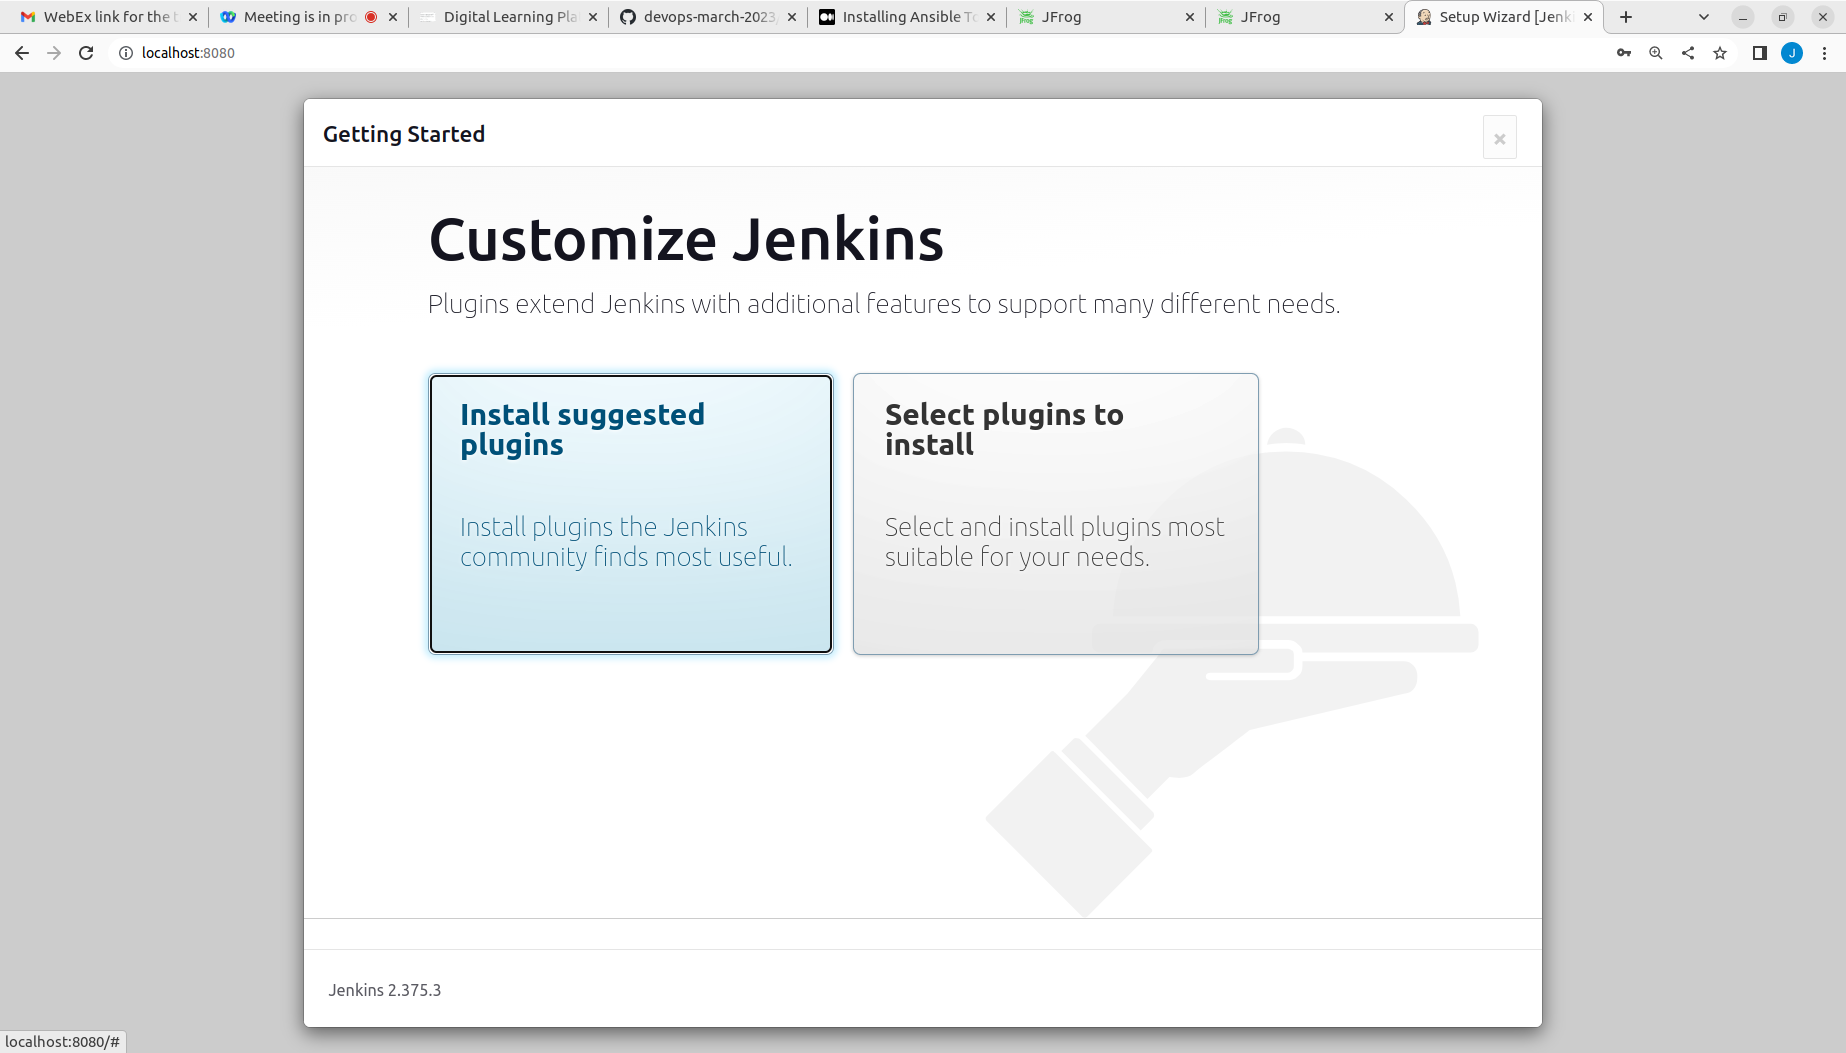 WebEx link for the t
Meeting is in pro
Digital Learning Pla
devops-march-2023
Installing Ansible To
JFrog
JFrog
Setup Wizard [Jenki
localhost:8080
J
Getting Started
Customize Jenkins
Plugins extend Jenkins with additional features to support many different needs.
Install suggested
plugins
Install plugins the Jenkins
community finds most useful.
Select plugins to
install
Select and install plugins most
suitable for your needs.
Jenkins 2.375.3
localhost:8080/#